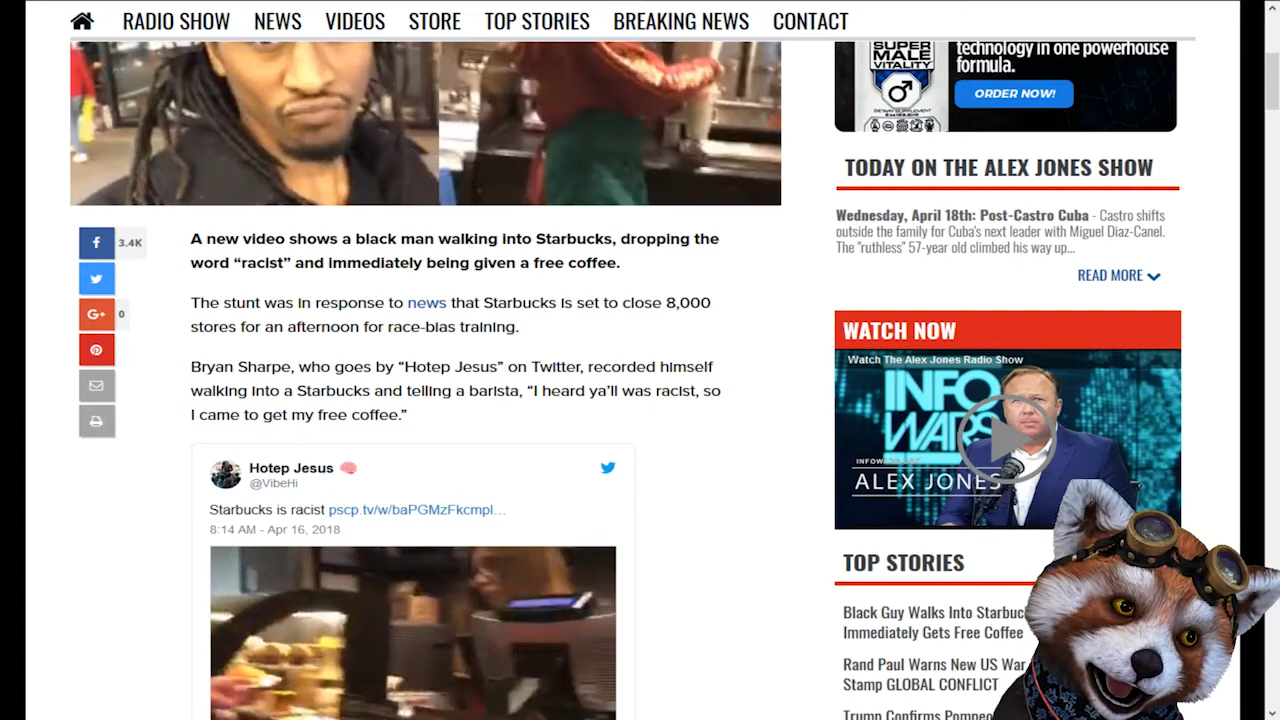 RADIO SHOW NEWS VIDEOS STORE TOP STORIES BREAKING NEWS CONTACT
SUPER
MALE
VITALITY
technology in one powerhouse
formula.
ORDER NOW!
3.4K
0
A new video shows a black man walking into Starbucks, dropping the
word “racist” and immediately being given a free coffee.
The stunt was in response to news that Starbucks is set to close 8,000
stores for an afternoon for race-bias training.
Bryan Sharpe, who goes by “Hotep Jesus” on Twitter, recorded himself
walking into a Starbucks and telling a barista, “I heard ya’ll was racist, so
I came to get my free coffee.”
Hotep Jesus
@VibeHi
Starbucks is racist pscp.tv/w/baPGMzFkcmpl...
8:14 AM - Apr 16, 2018
TODAY ON THE ALEX JONES SHOW
Wednesday, April 18th: Post-Castro Cuba - Castro shifts
outside the family for Cuba's next leader with Miguel Diaz-Canel.
The "ruthless" 57-year old climbed his way up...
READ MORE
WATCH NOW
Watch The Alex Jones Radio Show
INFO
WARS
ALEX JONES
TOP STORIES
Black Guy Walks Into Starbuc
Immediately Gets Free Coffee
Rand Paul Warns New US War
Stamp GLOBAL CONFLICT
Trump Confirms Pompeo